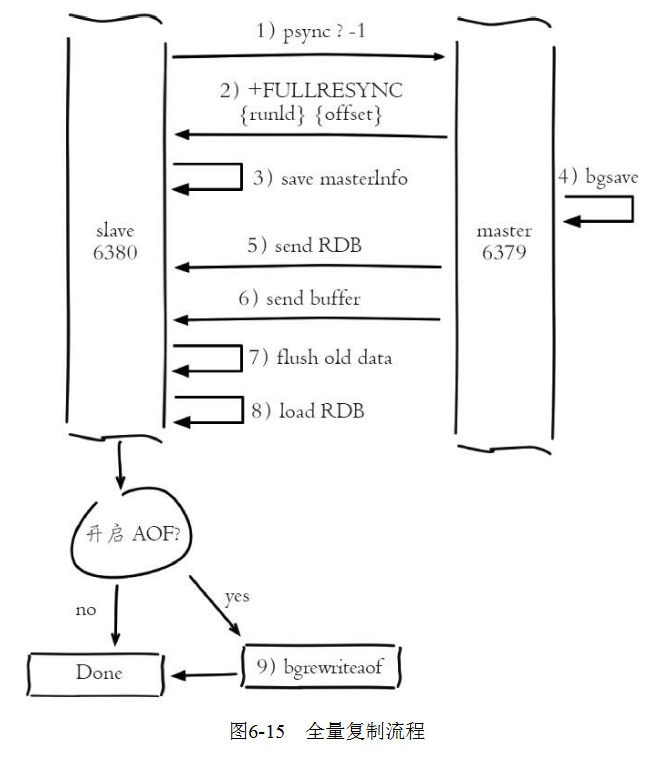 1) psync ? -1
2) +FULLRESYNC
{runId} {offset}
3) save masterInfo
4) bgsave
slave
6380
master
6379
5) send RDB
6) send buffer
7) flush old data
8) load RDB
开启 AOF?
no
yes
Done
9) bgrewriteaof
图6-15 全量复制流程